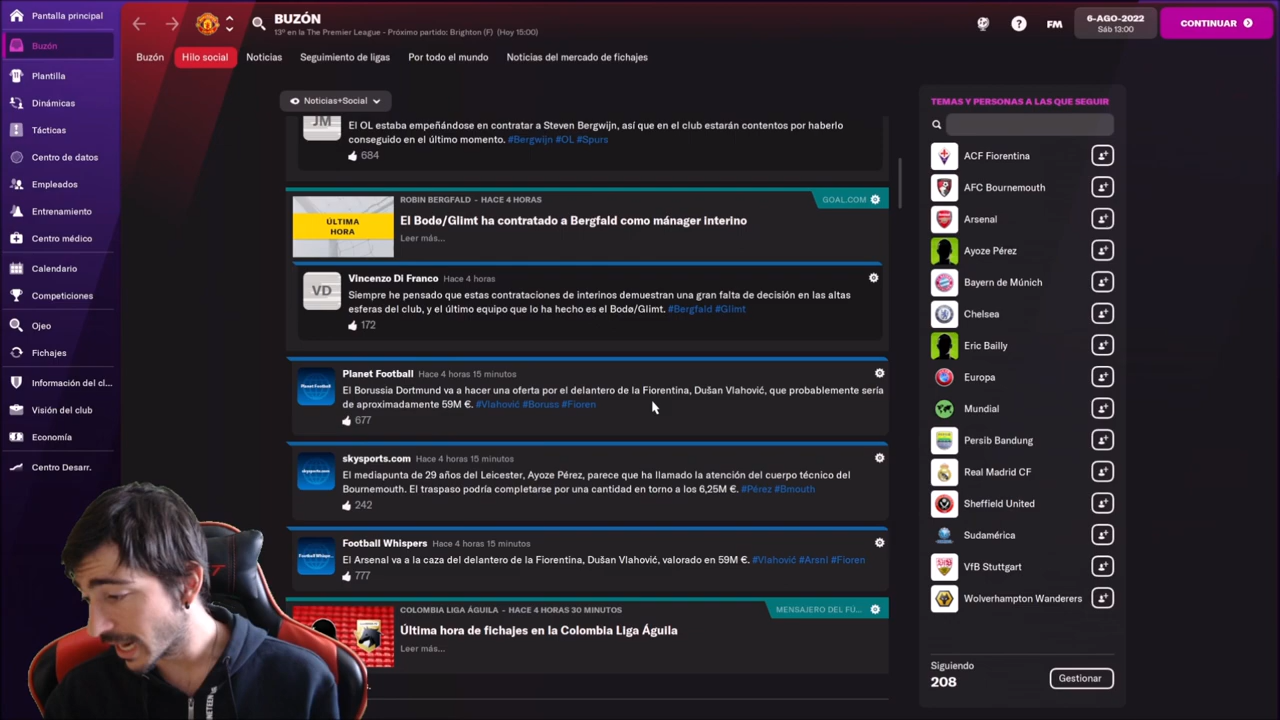 Pantalla principal
BUZÓN
13º en la The Premier League - Próximo partido: Brighton (F) (Hoy 15:00)
?
FM
6-AGO-2022
Sáb 13:00
CONTINUAR
Buzón
Plantilla
Dinámicas
Tácticas
Centro de datos
Empleados
Entrenamiento
Centro médico
Calendario
Competiciones
Ojeo
Fichajes
Información del cl...
Visión del club
Economía
Centro Desarr.
Buzón
Hilo social
Noticias
Seguimiento de ligas
Por todo el mundo
Noticias del mercado de fichajes
Noticias+Social
JM
El OL estaba empeñándose en contratar a Steven Bergwijn, así que en el club estarán contentos por haberlo
conseguido en el último momento. #Bergwijn #OL #Spurs
684
ROBIN BERGFALD - HACE 4 HORAS
GOAL.COM
ÚLTIMA
HORA
El Bodø/Glimt ha contratado a Bergfald como mánager interino
Leer más...
VD
Vincenzo Di Franco Hace 4 horas
Siempre he pensado que estas contrataciones de interinos demuestran una gran falta de decisión en las altas
esferas del club, y el último equipo que lo ha hecho es el Bodø/Glimt. #Bergfald #Glimt
172
Planet Football
Planet Football Hace 4 horas 15 minutos
El Borussia Dortmund va a hacer una oferta por el delantero de la Fiorentina, Dušan Vlahović, que probablemente sería
de aproximadamente 59M €. #Vlahović #Boruss #Fioren
677
skysports.com
skysports.com Hace 4 horas 15 minutos
El mediapunta de 29 años del Leicester, Ayoze Pérez, parece que ha llamado la atención del cuerpo técnico del
Bournemouth. El traspaso podría completarse por una cantidad en torno a los 6,25M €. #Pérez #Bmouth
242
Football Whisp...
Football Whispers Hace 4 horas 15 minutos
El Arsenal va a la caza del delantero de la Fiorentina, Dušan Vlahović, valorado en 59M €. #Vlahović #Arsnl #Fioren
777
COLOMBIA LIGA ÁGUILA - HACE 4 HORAS 30 MINUTOS
MENSAJERO DEL FÚ...
Última hora de fichajes en la Colombia Liga Águila
Leer más...
TEMAS Y PERSONAS A LAS QUE SEGUIR
ACF Fiorentina
AFC Bournemouth
Arsenal
Ayoze Pérez
Bayern de Múnich
Chelsea
Eric Bailly
Europa
Mundial
Persib Bandung
Real Madrid CF
Sheffield United
Sudamérica
VfB Stuttgart
Wolverhampton Wanderers
Siguiendo
208
Gestionar